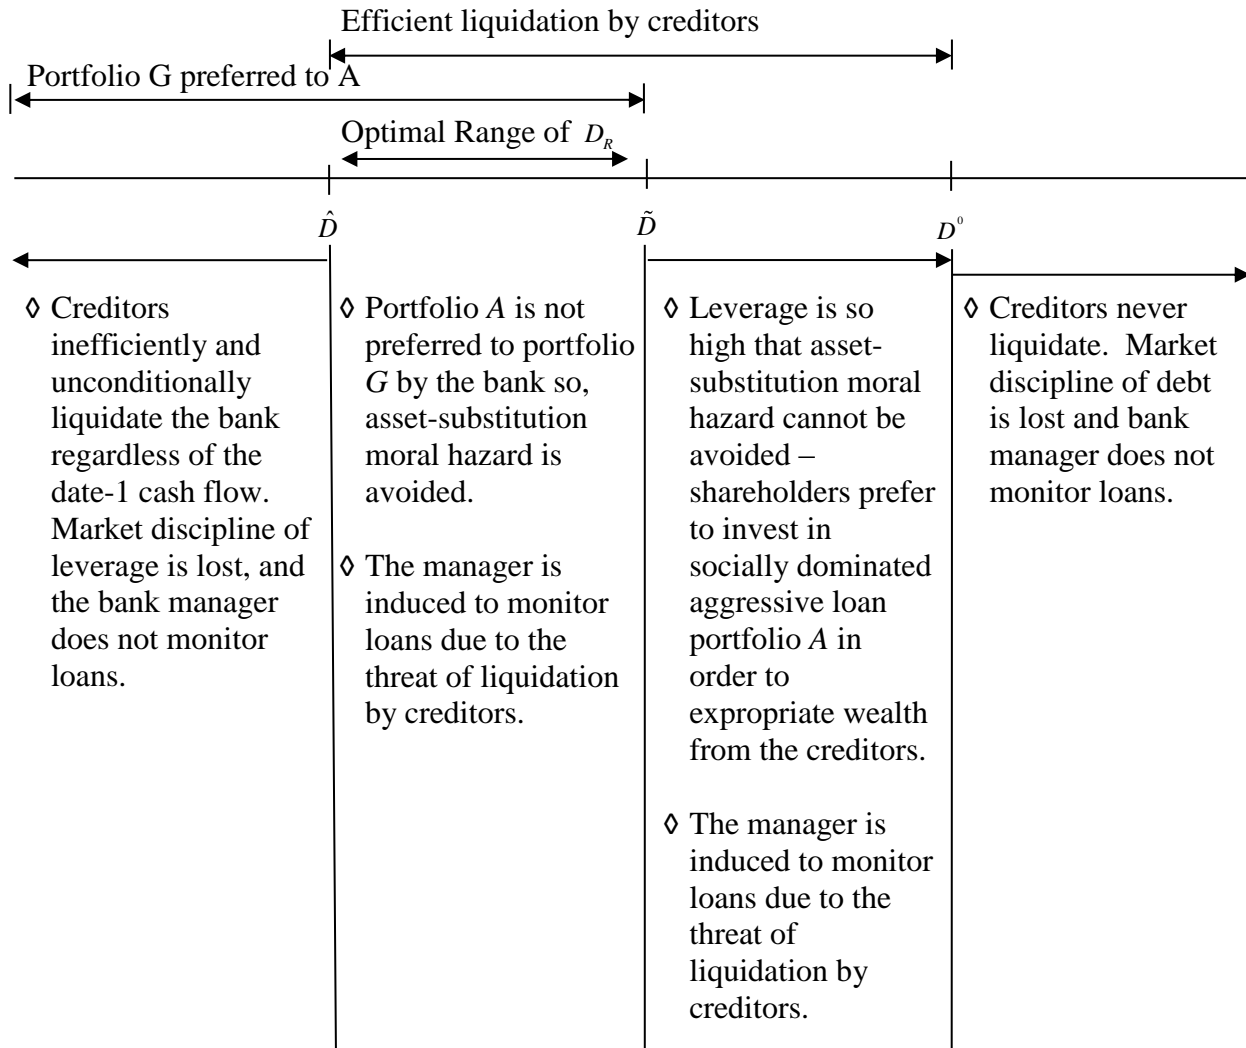 Efficient liquidation by creditors
Portfolio G preferred to A
Optimal Range of D_R
D̂
D̃
D⁰
◊ Creditors
inefficiently and
unconditionally
liquidate the bank
regardless of the
date-1 cash flow.
Market discipline of
leverage is lost, and
the bank manager
does not monitor
loans.
◊ Portfolio A is not
preferred to portfolio
G by the bank so,
asset-substitution
moral hazard is
avoided.
◊ The manager is
induced to monitor
loans due to the
threat of liquidation
by creditors.
◊ Leverage is so
high that asset-
substitution moral
hazard cannot be
avoided –
shareholders prefer
to invest in
socially dominated
aggressive loan
portfolio A in
order to
expropriate wealth
from the creditors.
◊ The manager is
induced to monitor
loans due to the
threat of
liquidation by
creditors.
◊ Creditors never
liquidate.  Market
discipline of debt
is lost and bank
manager does not
monitor loans.